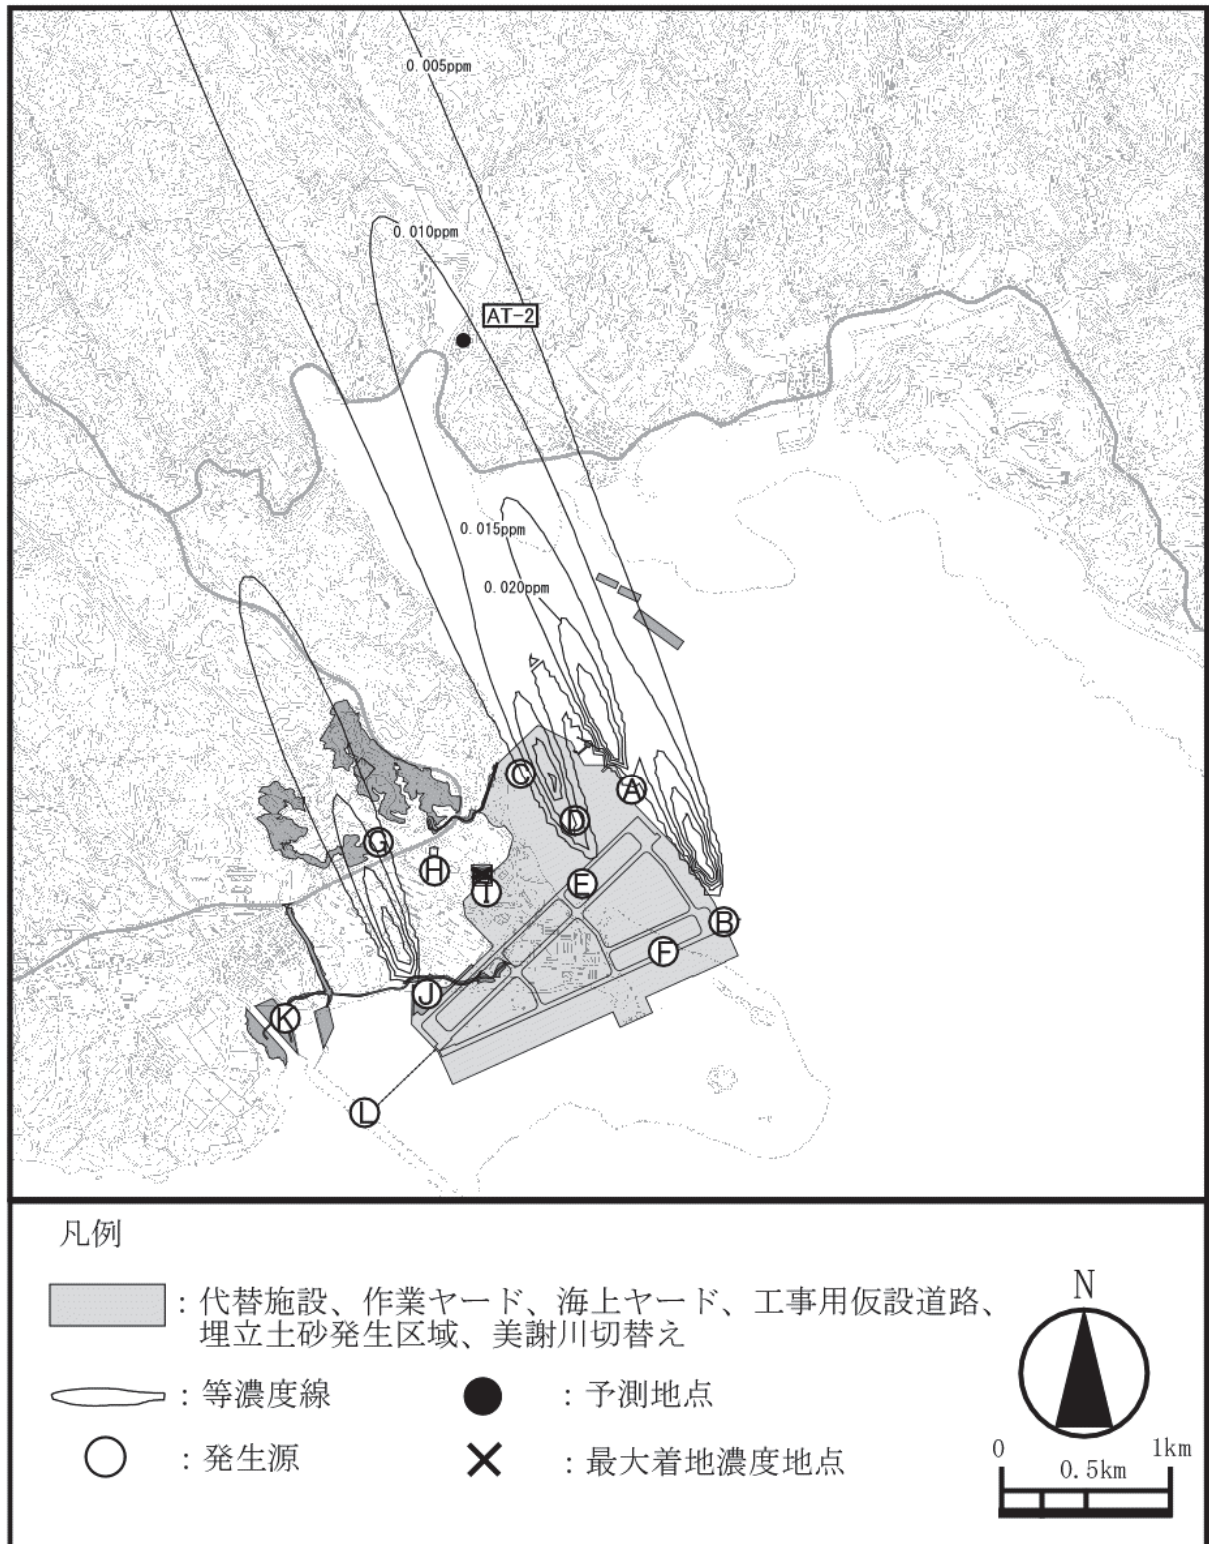 0.005ppm
0.010ppm
AT-2
0.015ppm
0.020ppm
C
A
D
G
H
E
I
B
F
J
K
L
凡例
：代替施設、作業ヤード、海上ヤード、工事用仮設道路、
埋立土砂発生区域、美謝川切替え
：等濃度線
：予測地点
：発生源
：最大着地濃度地点
N
0
0.5km
1km